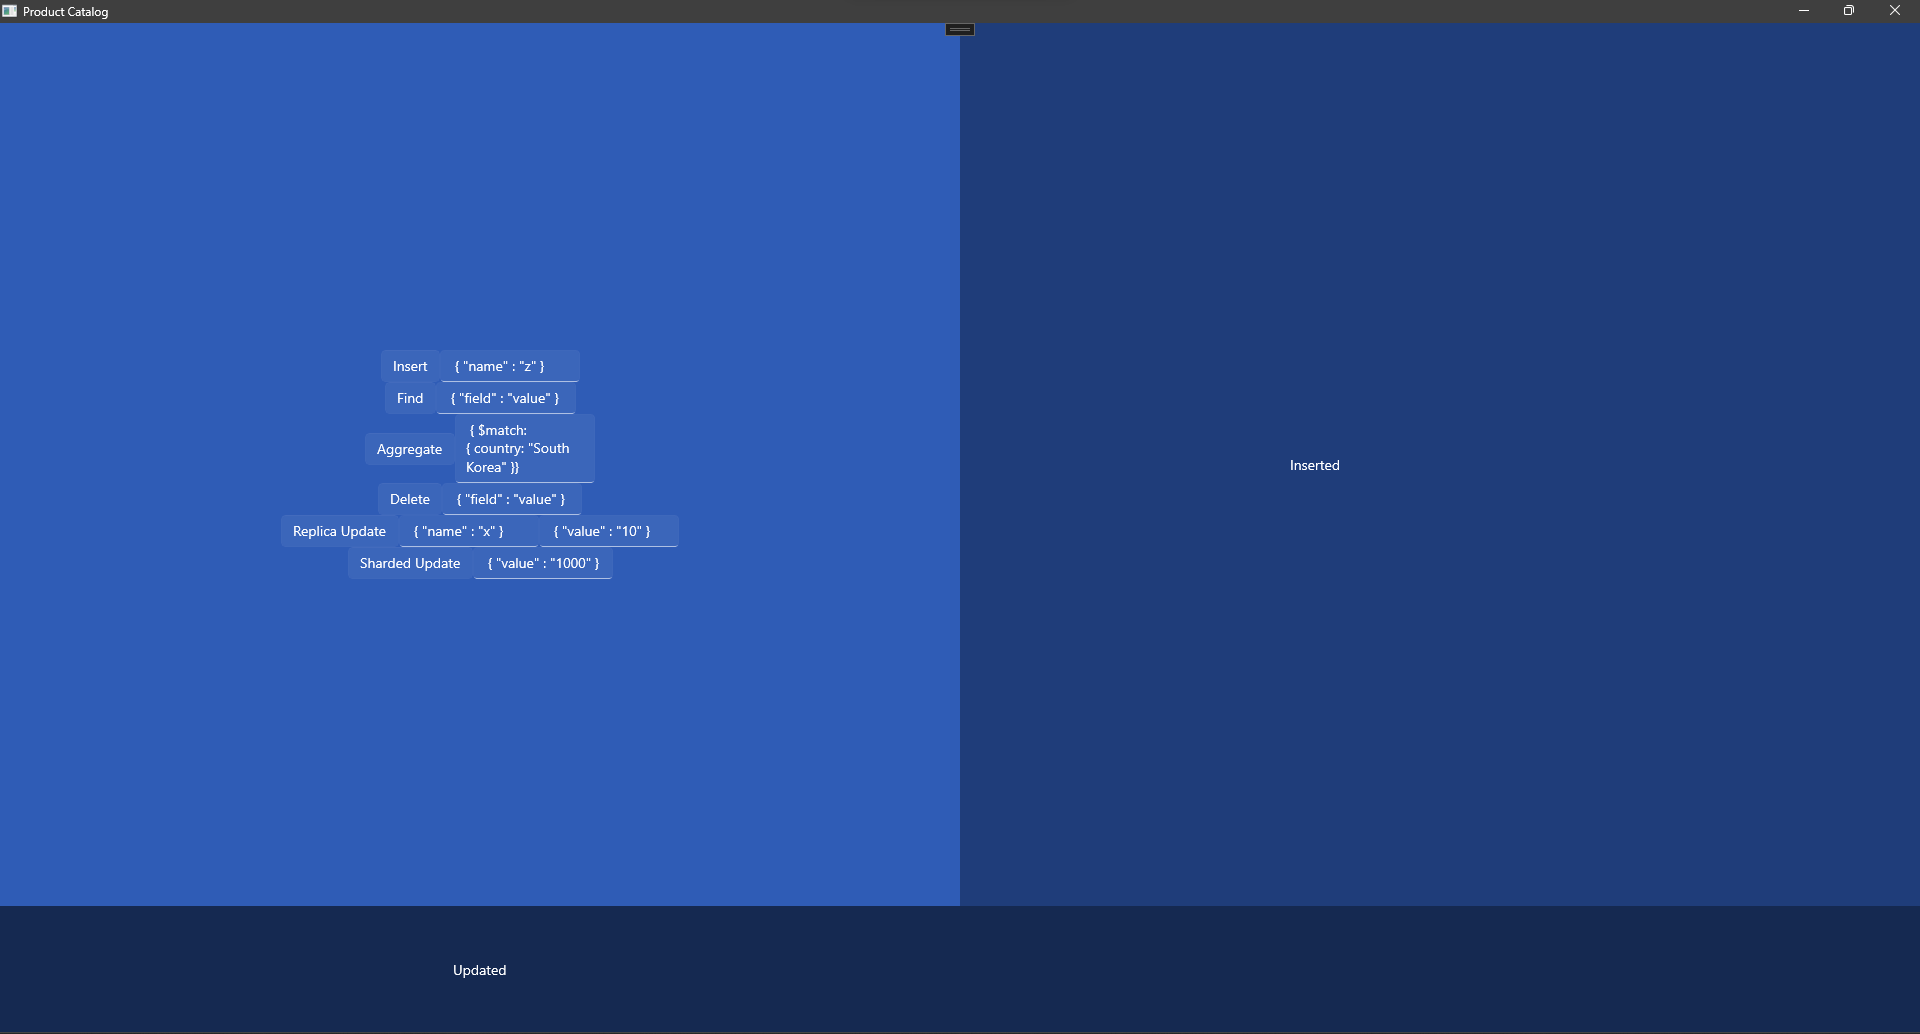 Product Catalog
Insert { "name" : "z" }
Find { "field" : "value" }
Aggregate { $match:
{ country: "South
Korea" }}
Delete { "field" : "value" }
Replica Update { "name" : "x" } { "value" : "10" }
Sharded Update { "value" : "1000" }
Inserted
Updated